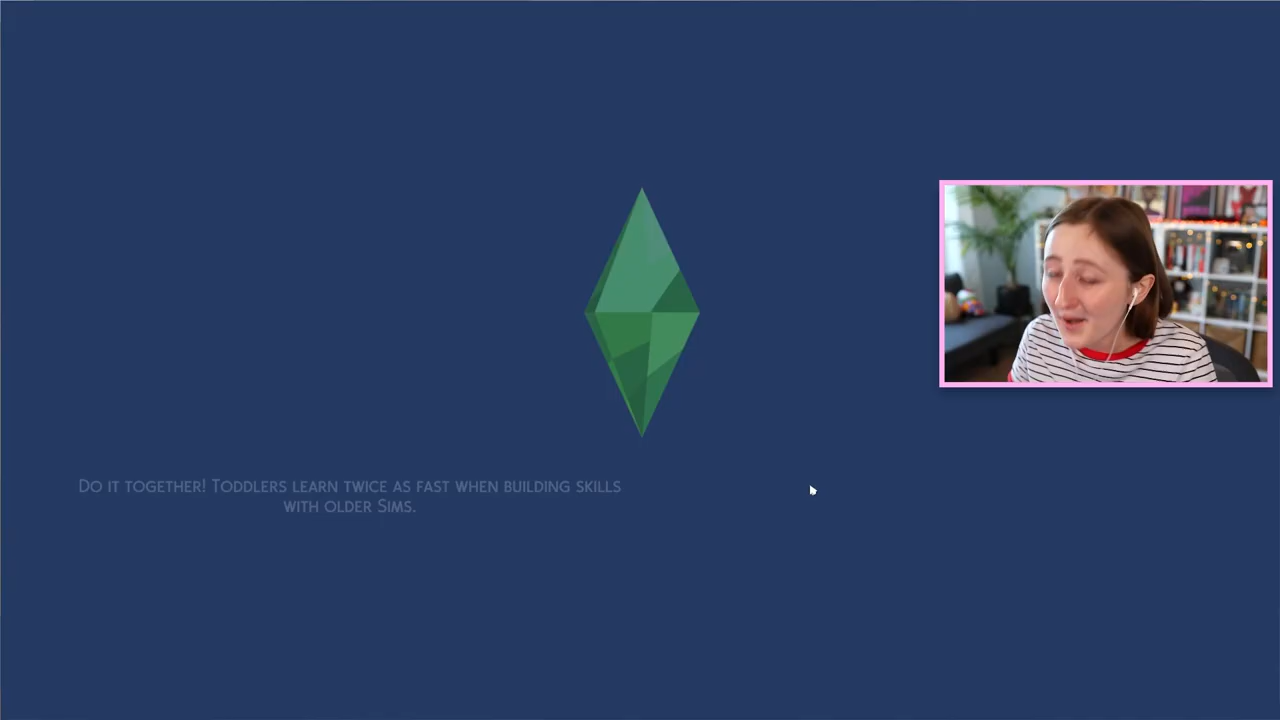 Do it together! Toddlers learn twice as fast when building skills
with older Sims.